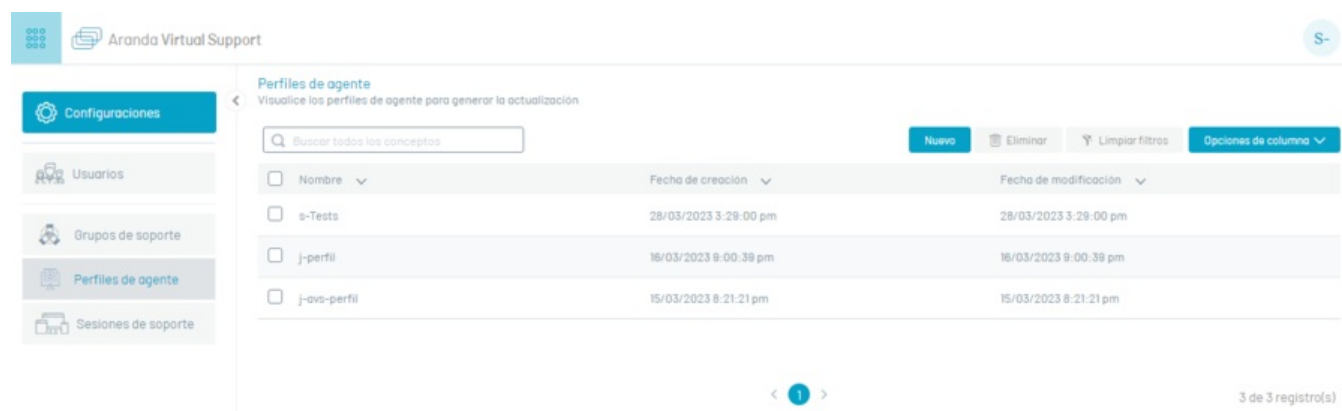 Aranda Virtual Support
S-
Configuraciones
Usuarios
Grupos de soporte
Perfiles de agente
Sesiones de soporte
Perfiles de agente
Visualice los perfiles de agente para generar la actualización
Buscar todos los conceptos
Nuevo Eliminar Limpiar filtros Opciones de columna
Nombre Fecha de creación Fecha de modificación
s-Tests 28/03/2023 3:29:00 pm 28/03/2023 3:29:00 pm
j-perfil 16/03/2023 9:00:39 pm 16/03/2023 9:00:39 pm
j-avs-perfil 15/03/2023 8:21:21 pm 15/03/2023 8:21:21 pm
1
3 de 3 registro(s)